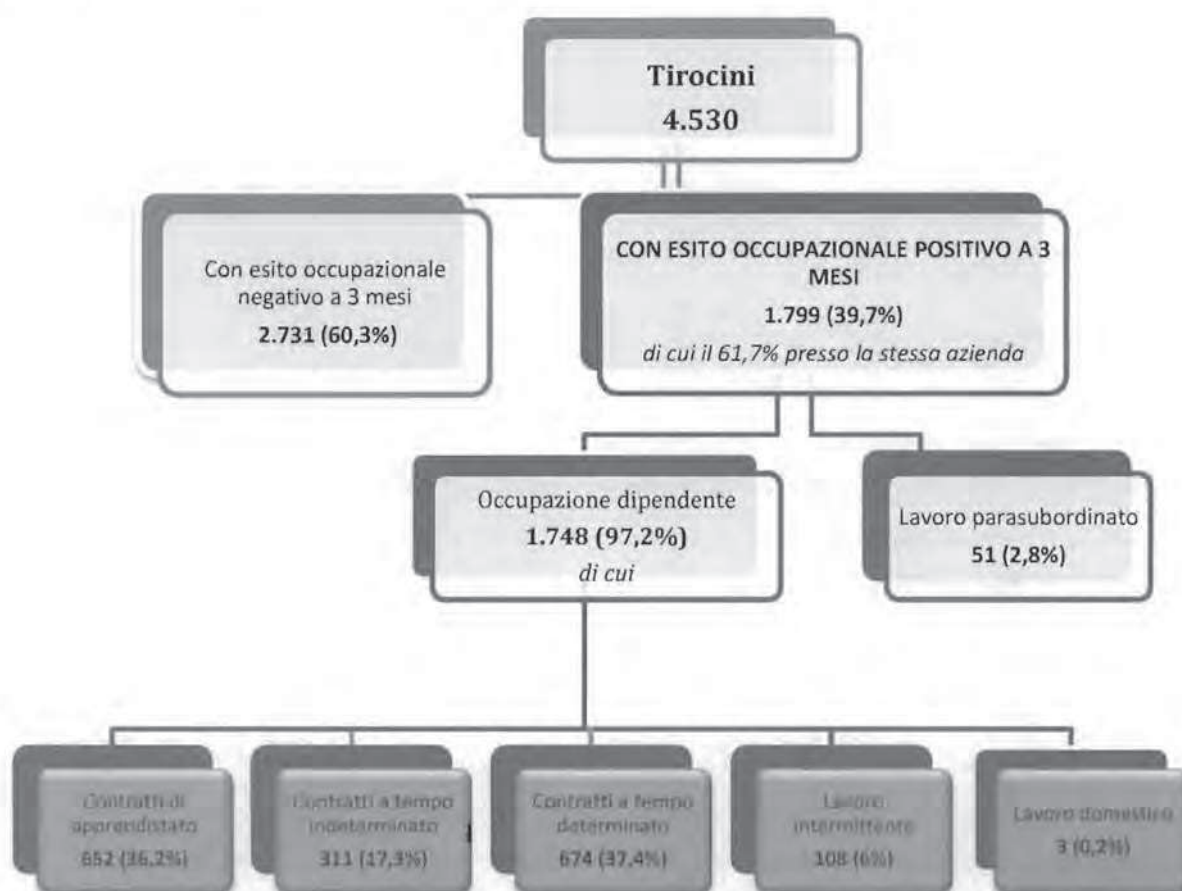 Tirocini
4.530
Con esito occupazionale
negativo a 3 mesi
2.731 (60,3%)
CON ESITO OCCUPAZIONALE POSITIVO A 3
MESI
1.799 (39,7%)
di cui il 61,7% presso la stessa azienda
Occupazione dipendente
1.748 (97,2%)
di cui
Lavoro parasubordinato
51 (2,8%)
Contratti di
apprendistato
652 (36,2%)
Contratti a tempo
indeterminato
311 (17,3%)
Contratti a tempo
determinato
674 (37,4%)
Lavoro
intermittente
108 (6%)
Lavoro domestico
3 (0,2%)